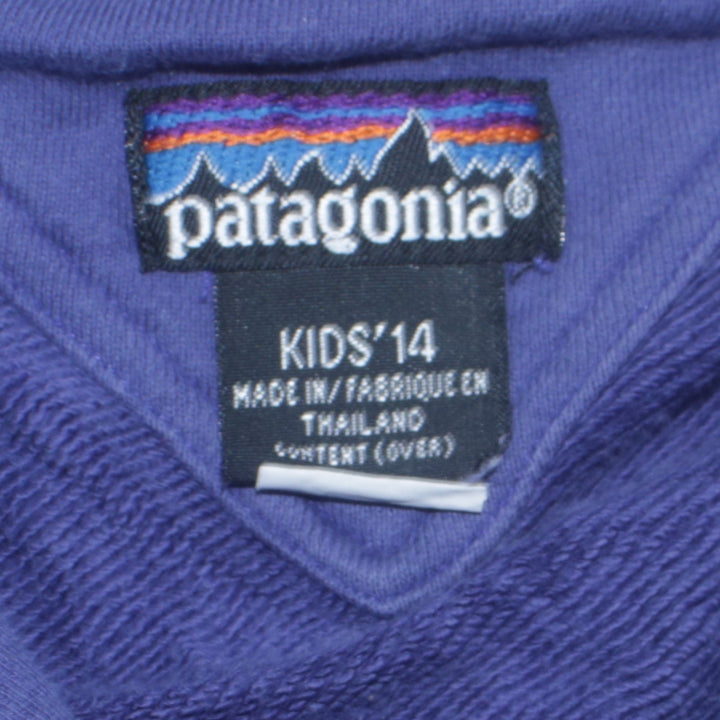 patagonia®
KIDS'14
MADE IN/FABRIQUE EN
THAILAND
CONTENT (OVER)